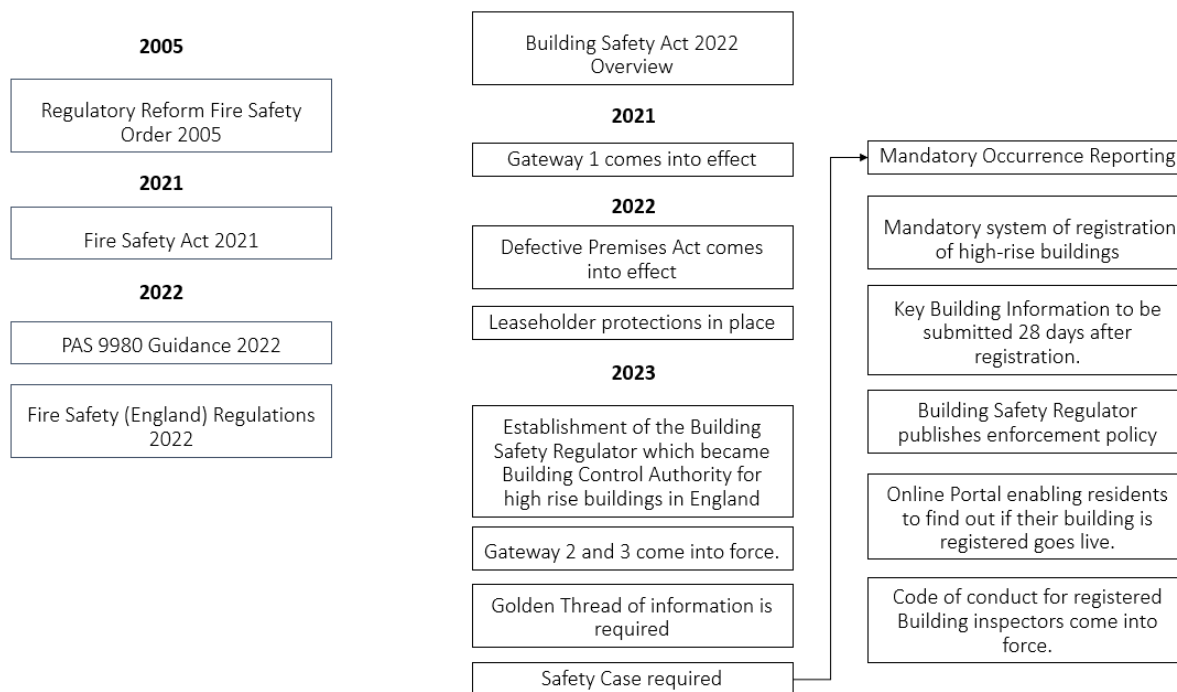 2005
Regulatory Reform Fire Safety
Order 2005
2021
Fire Safety Act 2021
2022
PAS 9980 Guidance 2022
Fire Safety (England) Regulations
2022
Building Safety Act 2022
Overview
2021
Gateway 1 comes into effect
2022
Defective Premises Act comes
into effect
Leaseholder protections in place
2023
Establishment of the Building
Safety Regulator which became
Building Control Authority for
high rise buildings in England
Gateway 2 and 3 come into force.
Golden Thread of information is
required
Safety Case required
Mandatory Occurrence Reporting
Mandatory system of registration
of high-rise buildings
Key Building Information to be
submitted 28 days after
registration.
Building Safety Regulator
publishes enforcement policy
Online Portal enabling residents
to find out if their building is
registered goes live.
Code of conduct for registered
Building inspectors come into
force.